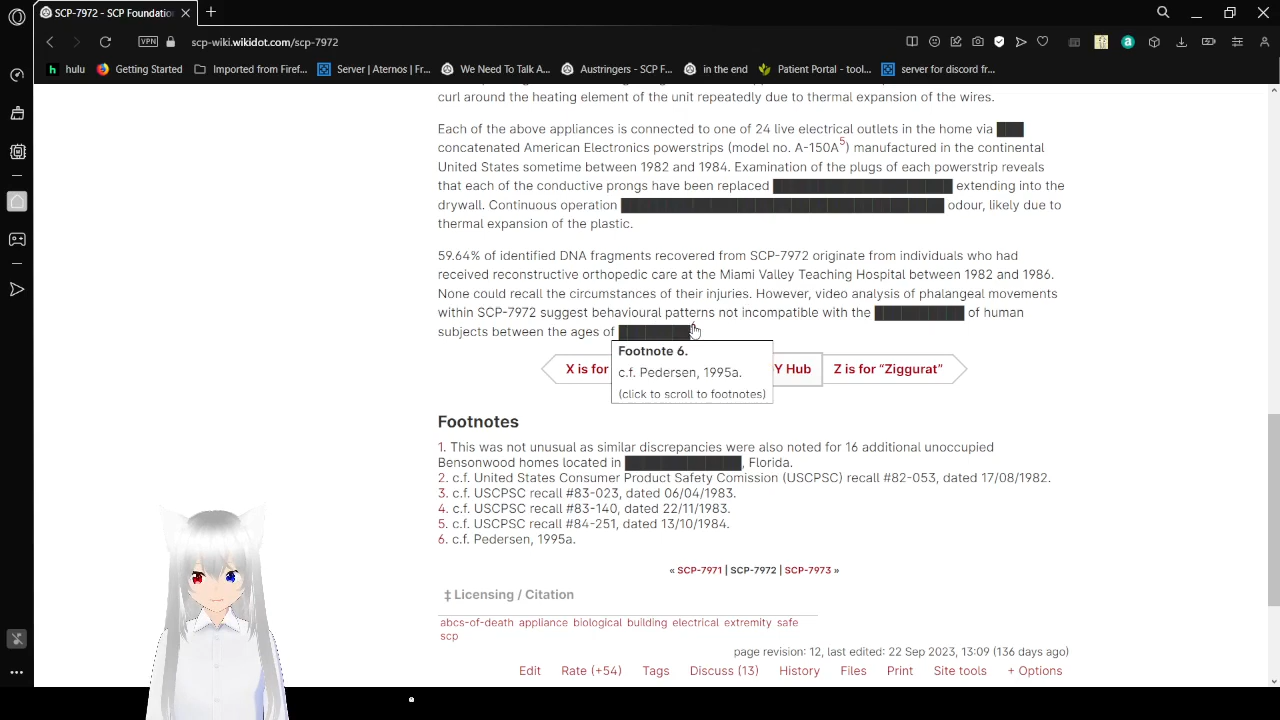 SCP-7972 - SCP Foundatio
scp-wiki.wikidot.com/scp-7972
VPN
hulu
Getting Started
Imported from Firef...
Server | Aternos | Fr...
We Need To Talk A...
Austringers - SCP F...
in the end
Patient Portal - tool...
server for discord fr...
curl around the heating element of the unit repeatedly due to thermal expansion of the wires.
Each of the above appliances is connected to one of 24 live electrical outlets in the home via ███
concatenated American Electronics powerstrips (model no. A-150A5) manufactured in the continental
United States sometime between 1982 and 1984. Examination of the plugs of each powerstrip reveals
that each of the conductive prongs have been replaced ████████████████████ extending into the
drywall. Continuous operation ████████████████████████████████████ odour, likely due to
thermal expansion of the plastic.
59.64% of identified DNA fragments recovered from SCP-7972 originate from individuals who had
received reconstructive orthopedic care at the Miami Valley Teaching Hospital between 1982 and 1986.
None could recall the circumstances of their injuries. However, video analysis of phalangeal movements
within SCP-7972 suggest behavioural patterns not incompatible with the ██████████ of human
subjects between the ages of ████████
Footnote 6.
c.f. Pedersen, 1995a.
(click to scroll to footnotes)
X is for
Y Hub
Z is for “Ziggurat”
Footnotes
1. This was not unusual as similar discrepancies were also noted for 16 additional unoccupied
Bensonwood homes located in █████████████, Florida.
2. c.f. United States Consumer Product Safety Comission (USCPSC) recall #82-053, dated 17/08/1982.
3. c.f. USCPSC recall #83-023, dated 06/04/1983.
4. c.f. USCPSC recall #83-140, dated 22/11/1983.
5. c.f. USCPSC recall #84-251, dated 13/10/1984.
6. c.f. Pedersen, 1995a.
« SCP-7971 | SCP-7972 | SCP-7973 »
‡ Licensing / Citation
abcs-of-death appliance biological building electrical extremity safe
scp
page revision: 12, last edited: 22 Sep 2023, 13:09 (136 days ago)
Edit Rate (+54) Tags Discuss (13) History Files Print Site tools + Options